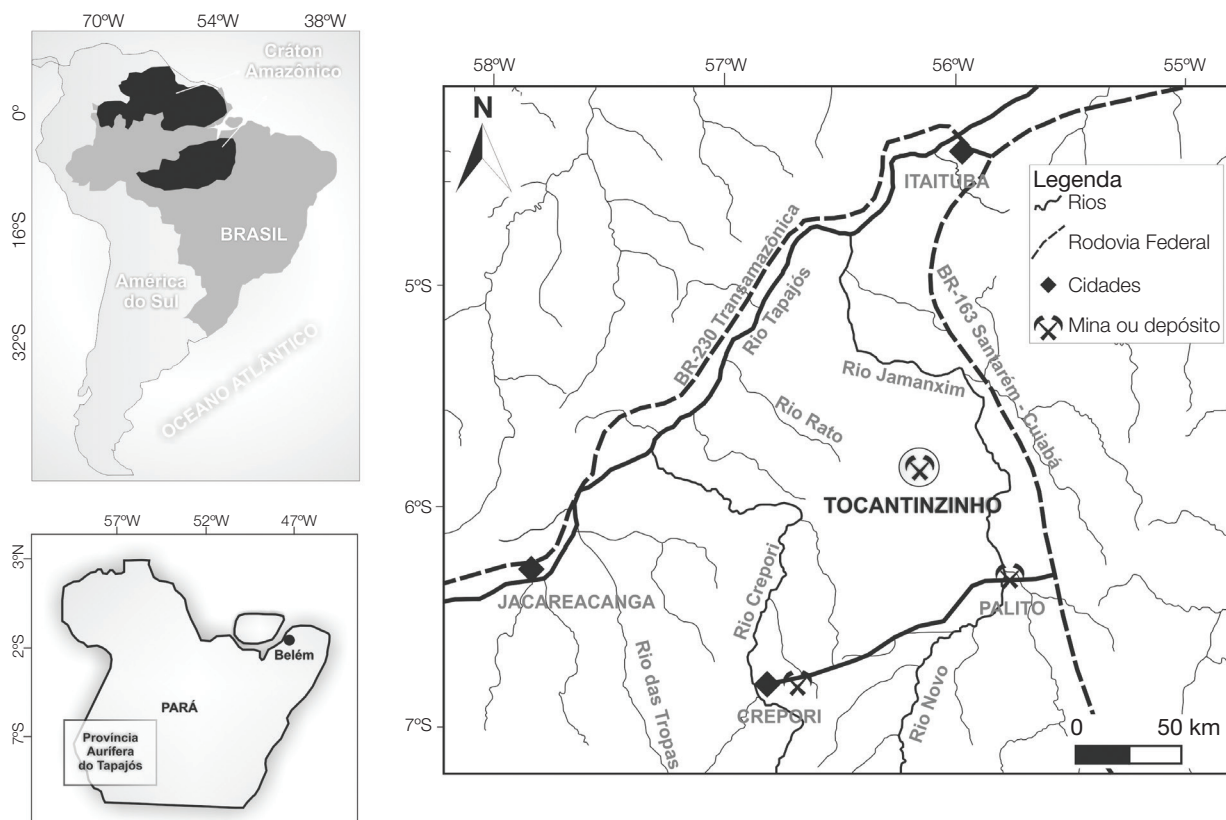 70ºW 54ºW 38ºW
Cráton
Amazônico
0º
16ºS
32ºS
BRASIL
América
do Sul
OCEANO ATLÁNTICO
57ºW 52ºW 47ºW
3ºN
2ºS
7ºS
Belém
PARÁ
Província
Aurífera
do Tapajós
58ºW 57ºW 56ºW 55ºW
5ºS
6ºS
7ºS
N
ITAITUBA
Legenda
Rios
Rodovia Federal
Cidades
Mina ou depósito
BR-230 Transamazônica
Rio Tapajós
BR-163 Santarém - Cuiabá
Rio Jamanxim
Rio Rato
TOCANTINZINHO
JACAREACANGA
Rio Crepori
PALITO
Rio das Tropas
CREPORI
Rio Novo
0 50 km